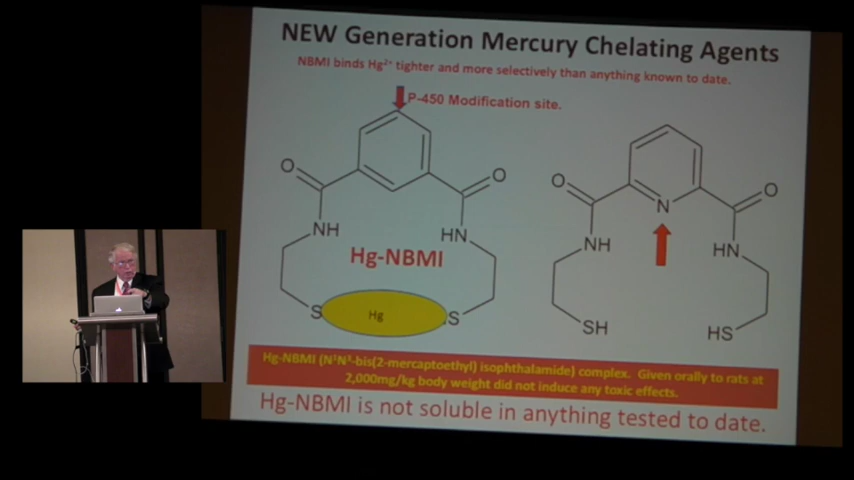 NEW Generation Mercury Chelating Agents
NBMI binds Hg²⁺ tighter and more selectively than anything known to date.
P-450 Modification site.
O O O O
N
NH HN NH HN
Hg-NBMI
S Hg S SH HS
Hg-NBMI (N¹N³-bis(2-mercaptoethyl) isophthalamide) complex. Given orally to rats at
2,000mg/kg body weight did not induce any toxic effects.
Hg-NBMI is not soluble in anything tested to date.